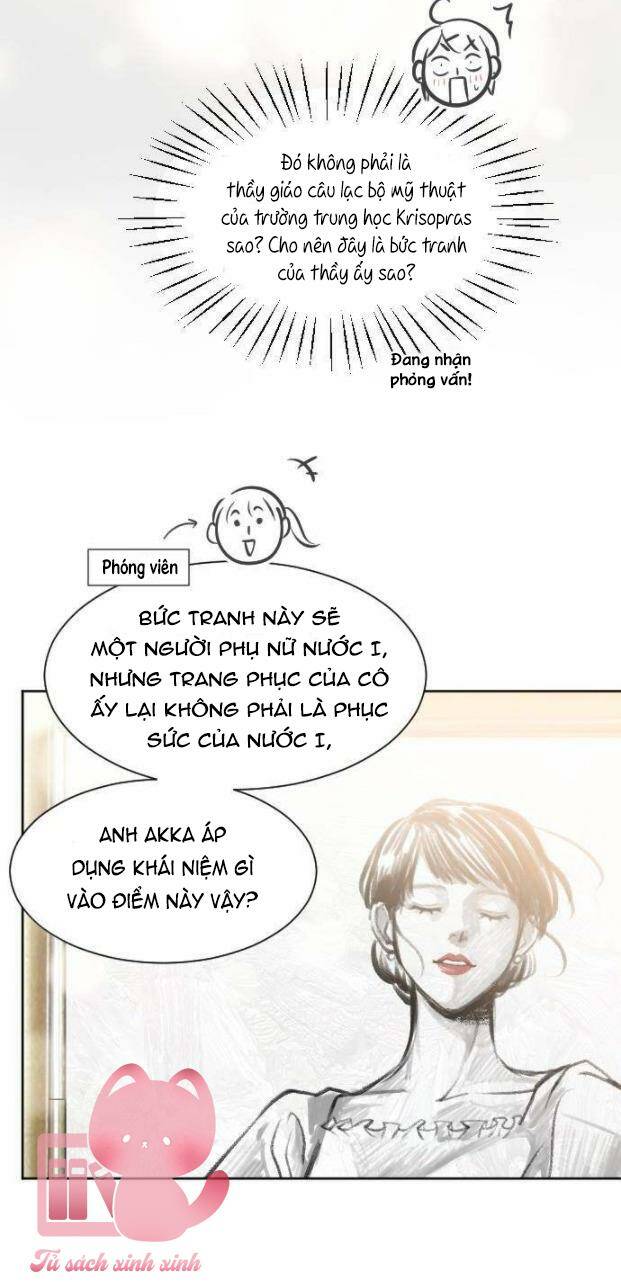 Đó không phải là
thầy giáo câu lạc bộ mỹ thuật
của trường trung học Krisopras
sao? Cho nên đây là bức tranh
của thầy ấy sao?
Đang nhận
phỏng vấn!
Phóng viên
BỨC TRANH NÀY SẼ
MỘT NGƯỜI PHỤ NỮ NƯỚC I,
NHƯNG TRANG PHỤC CỦA CÔ
ẤY LẠI KHÔNG PHẢI LÀ PHỤC
SỨC CỦA NƯỚC I,
ANH AKKA ÁP
DỤNG KHÁI NIỆM GÌ
VÀO ĐIỂM NÀY VẬY?
Tủ sách xinh xinh